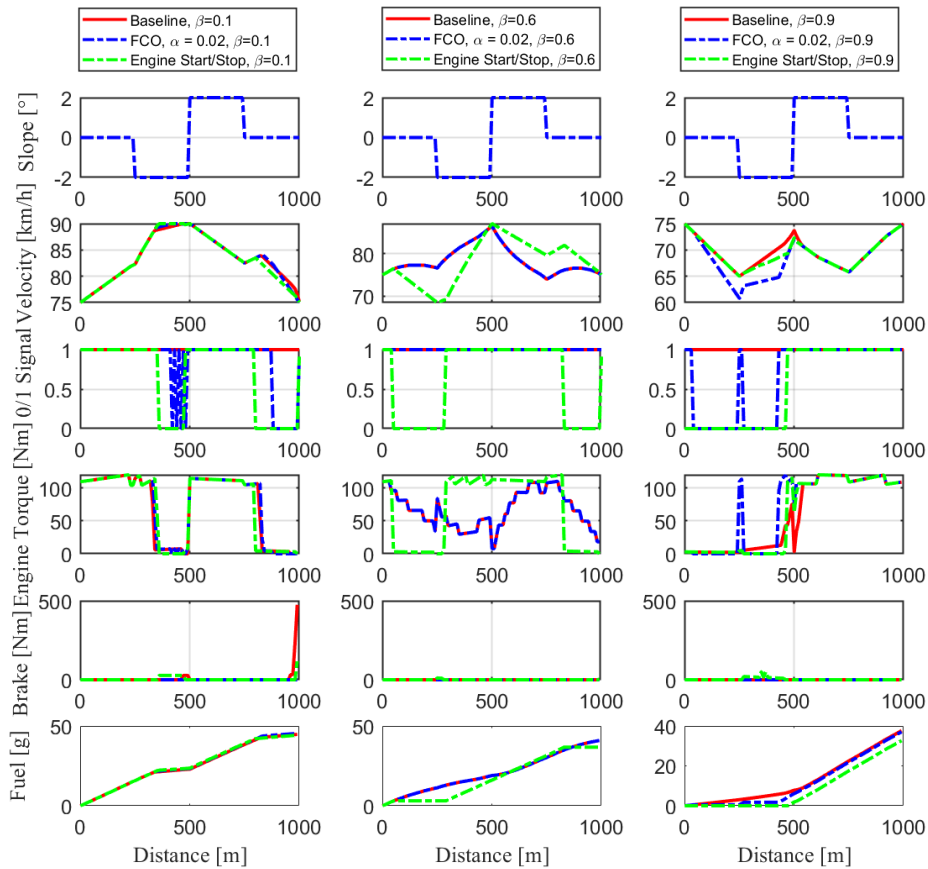 Baseline, β=0.1
FCO, α = 0.02, β=0.1
Engine Start/Stop, β=0.1
Baseline, β=0.6
FCO, α = 0.02, β=0.6
Engine Start/Stop, β=0.6
Baseline, β=0.9
FCO, α = 0.02, β=0.9
Engine Start/Stop, β=0.9
Slope [°]
2
0
-2
0 500 1000
2
0
-2
0 500 1000
2
0
-2
0 500 1000
Velocity [km/h]
90
85
80
75
0 500 1000
80
70
0 500 1000
75
70
65
60
0 500 1000
0/1 Signal
1
0.5
0
0 500 1000
1
0.5
0
0 500 1000
1
0.5
0
0 500 1000
Engine Torque [Nm]
100
50
0
0 500 1000
100
50
0
0 500 1000
100
50
0
0 500 1000
Brake [Nm]
500
0
0 500 1000
500
0
0 500 1000
500
0
0 500 1000
Fuel [g]
50
0
0 500 1000
50
0
0 500 1000
40
20
0
0 500 1000
Distance [m]
Distance [m]
Distance [m]